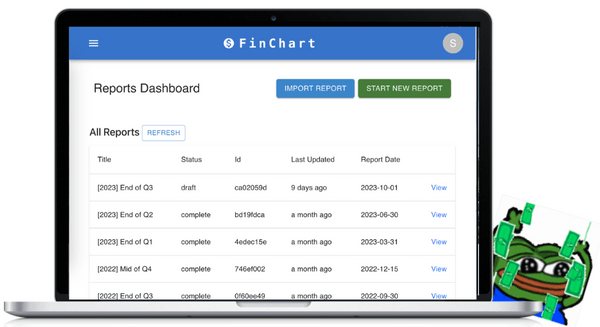 FinChart
S
Reports Dashboard
IMPORT REPORT
START NEW REPORT
All Reports
REFRESH
Title Status Id Last Updated Report Date
[2023] End of Q3 draft ca02059d 9 days ago 2023-10-01 View
[2023] End of Q2 complete bd19fdca a month ago 2023-06-30 View
[2023] End of Q1 complete 4edec15e a month ago 2023-03-31 View
[2022] Mid of Q4 complete 746ef002 a month ago 2022-12-15 View
[2022] End of Q3 complete 0f60ee49 a month ago 2022-09-30 View